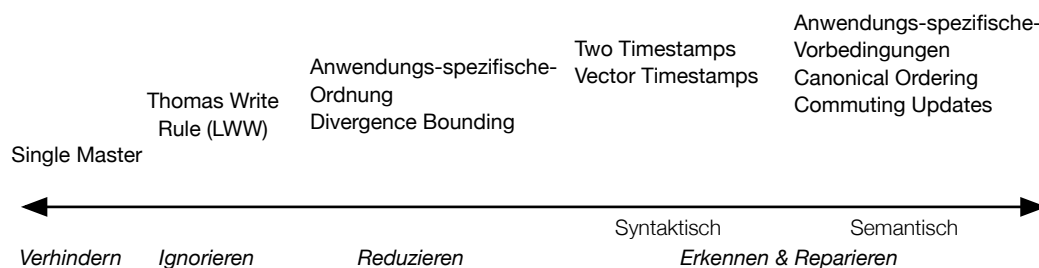 Single Master
Thomas Write
Rule (LWW)
Anwendungs-spezifische-
Ordnung
Divergence Bounding
Two Timestamps
Vector Timestamps
Anwendungs-spezifische-
Vorbedingungen
Canonical Ordering
Commuting Updates
Syntaktisch
Semantisch
Verhindern
Ignorieren
Reduzieren
Erkennen & Reparieren